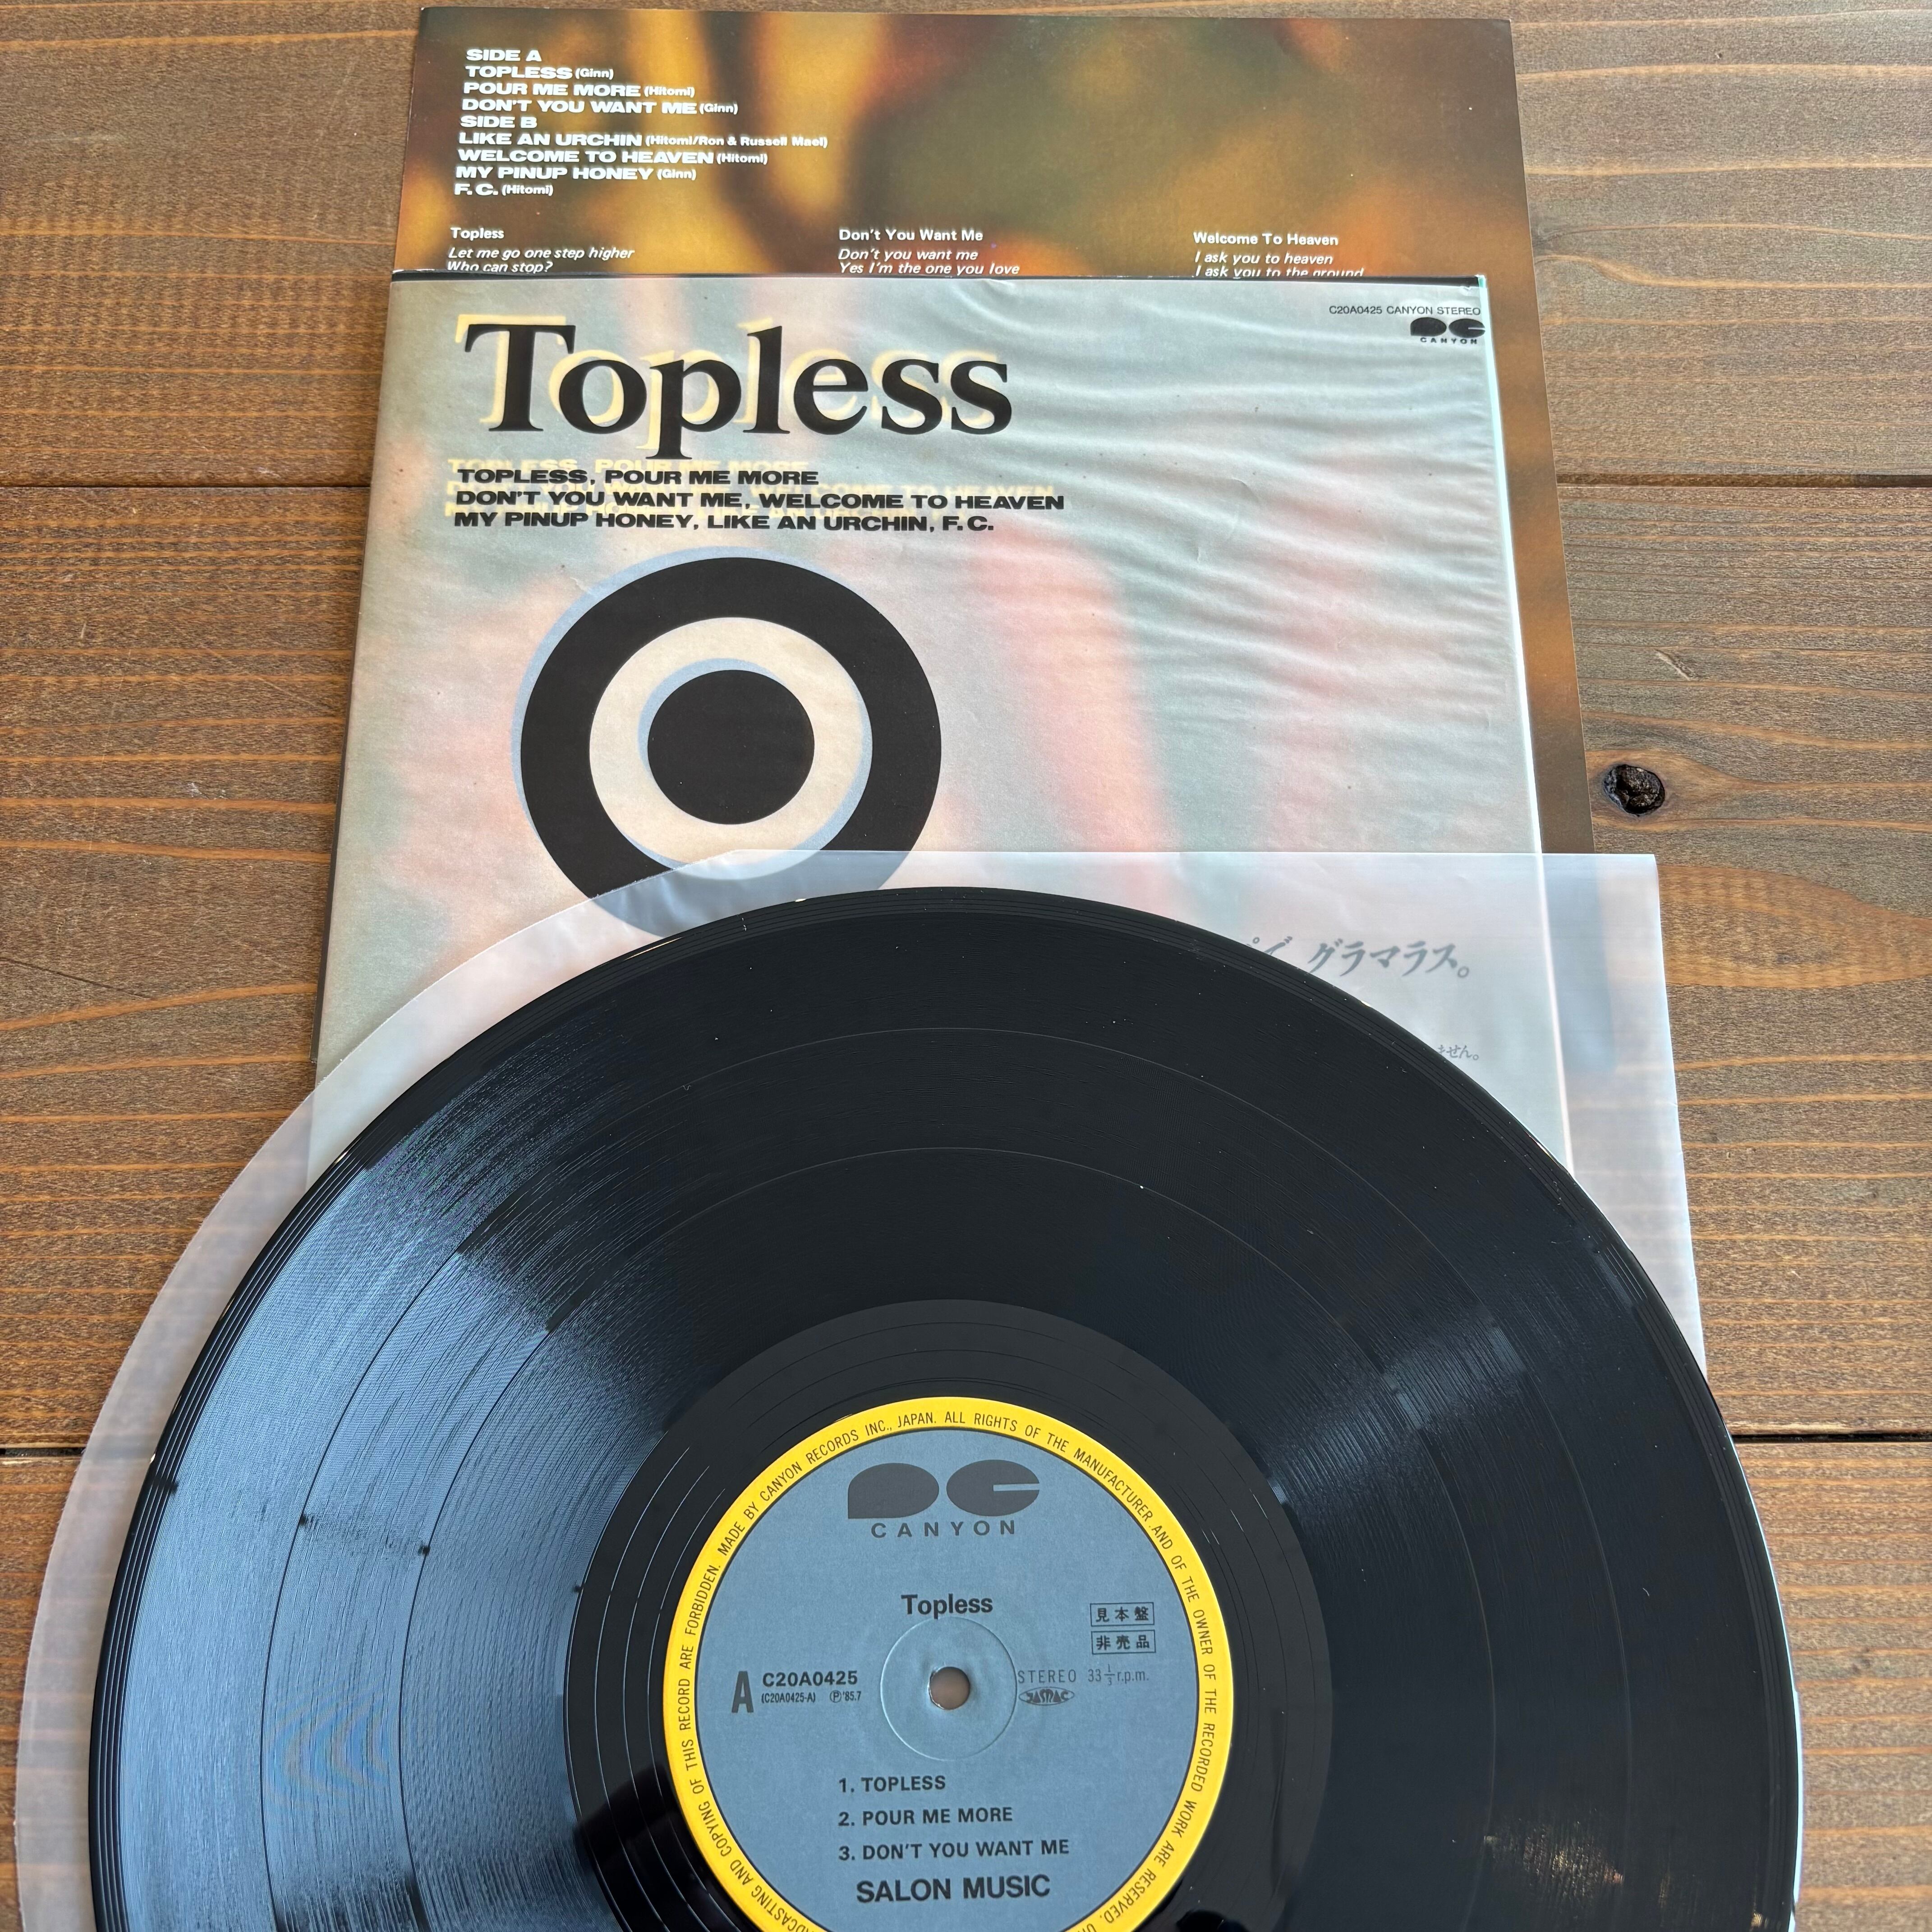 SIDE A
TOPLESS (Ginn)
POUR ME MORE (Hitomi)
DON'T YOU WANT ME (Ginn)
SIDE B
LIKE AN URCHIN (Hitomi/Ron & Russell Mael)
WELCOME TO HEAVEN (Hitomi)
MY PINUP HONEY (Ginn)
F. C. (Hitomi)
Topless
Let me go one step higher
Who can stop?
Don't You Want Me
Don't you want me
Yes I'm the one you love
Welcome To Heaven
I ask you to heaven
I ask you to the ground
C20A0425 CANYON STEREO
CANYON
Topless
TOPLESS, POUR ME MORE
DON'T YOU WANT ME, WELCOME TO HEAVEN
MY PINUP HONEY, LIKE AN URCHIN, F. C.
グラマラス。
ません。
MADE BY CANYON RECORDS INC., JAPAN. ALL RIGHTS OF THE MANUFACTURER AND OF THE OWNER OF THE RECORDED WORK ARE RESERVED.
AND COPYING OF THIS RECORD ARE FORBIDDEN.
CANYON
Topless
見本盤
非売品
A C20A0425
(C20A0425-A) Ⓟ'85.7
STEREO 33⅓r.p.m.
JASRAC
1. TOPLESS
2. POUR ME MORE
3. DON'T YOU WANT ME
SALON MUSIC